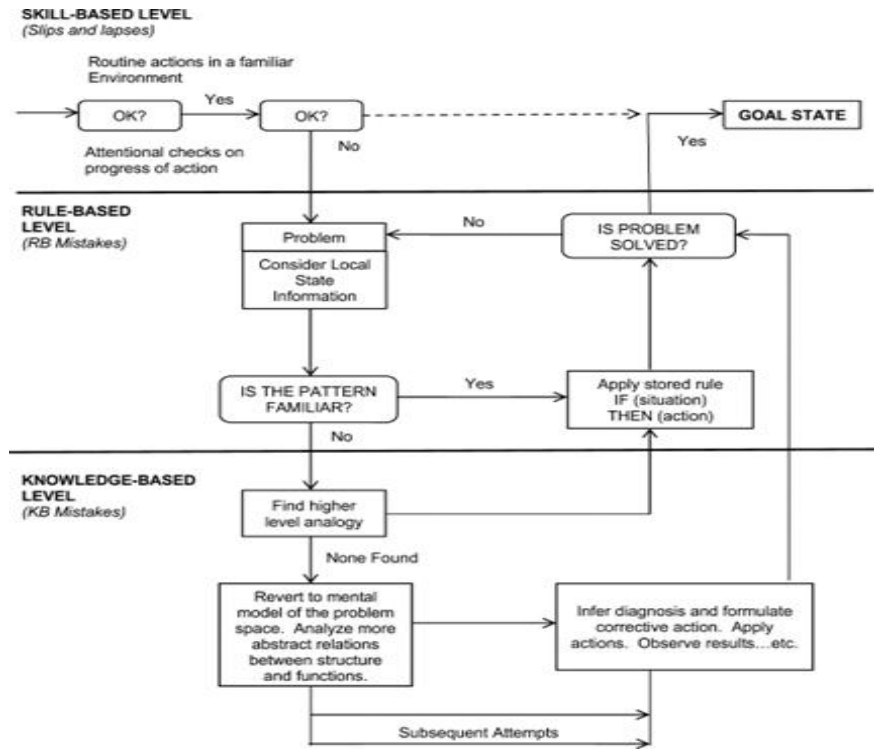 SKILL-BASED LEVEL
(Slips and lapses)
Routine actions in a familiar
Environment
OK?
Yes
OK?
GOAL STATE
No
Yes
Attentional checks on
progress of action
RULE-BASED
LEVEL
(RB Mistakes)
Problem
Consider Local
State
Information
No
IS PROBLEM
SOLVED?
IS THE PATTERN
FAMILIAR?
Yes
Apply stored rule
IF (situation)
THEN (action)
No
KNOWLEDGE-BASED
LEVEL
(KB Mistakes)
Find higher
level analogy
None Found
Revert to mental
model of the problem
space. Analyze more
abstract relations
between structure
and functions.
Infer diagnosis and formulate
corrective action. Apply
actions. Observe results...etc.
Subsequent Attempts